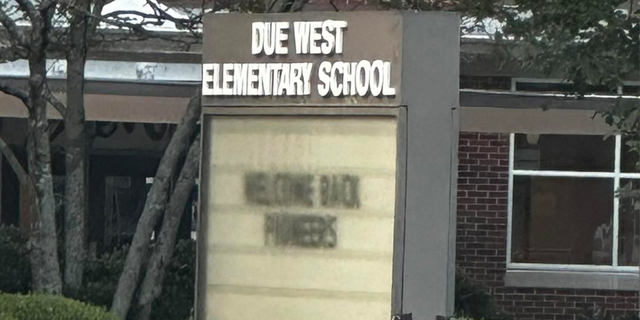 DUE WEST
ELEMENTARY SCHOOL
WELCOME BACK
PIONEERS